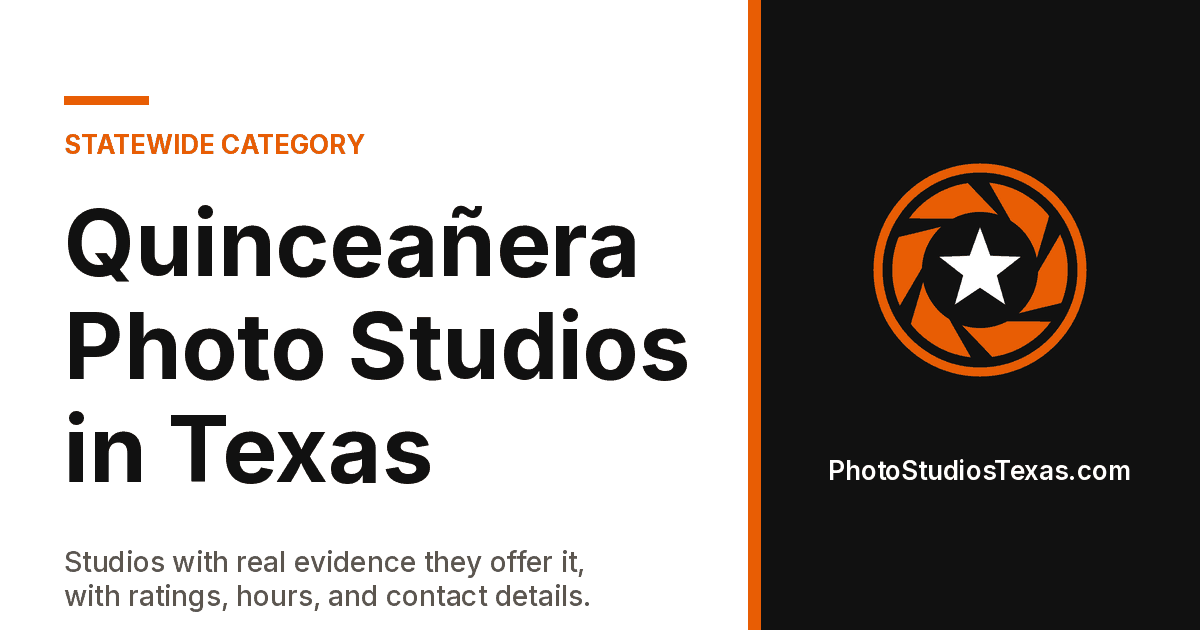 STATEWIDE CATEGORY
Quinceañera
Photo Studios
in Texas
Studios with real evidence they offer it,
with ratings, hours, and contact details.
PhotoStudiosTexas.com